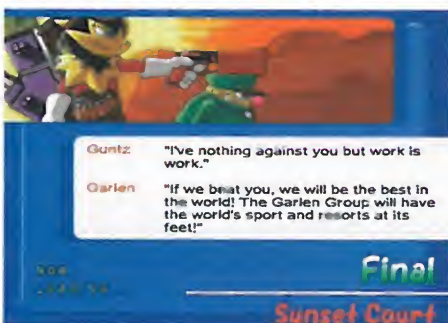 Guntz "I've nothing against you but work is
work."
Garlen "If we beat you, we will be the best in
the world! The Garlen Group will have
the world's sport and resorts at its
feet!"
Now
Final
Sunset Court